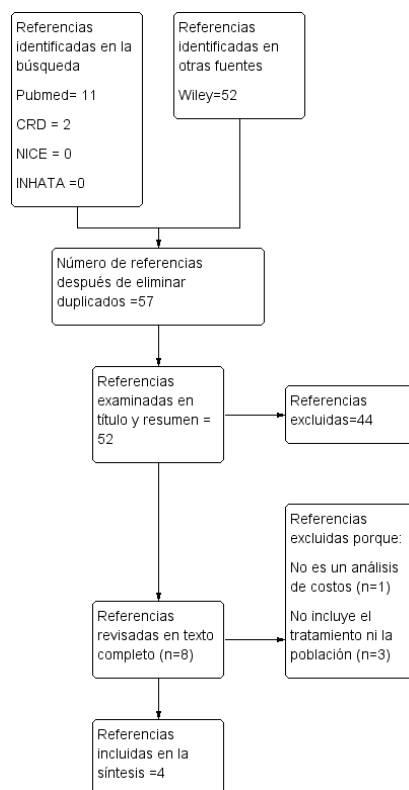 Referencias
identificadas en la
búsqueda
Pubmed= 11
CRD = 2
NICE = 0
INHATA =0
Referencias
identificadas en
otras fuentes
Wiley=52
Número de referencias
después de eliminar
duplicados =57
Referencias
examinadas en
título y resumen =
52
Referencias
excluidas=44
Referencias
excluidas porque:
No es un análisis
de costos (n=1)
No incluye el
tratamiento ni la
población (n=3)
Referencias
revisadas en texto
completo (n=8)
Referencias
incluidas en la
síntesis =4